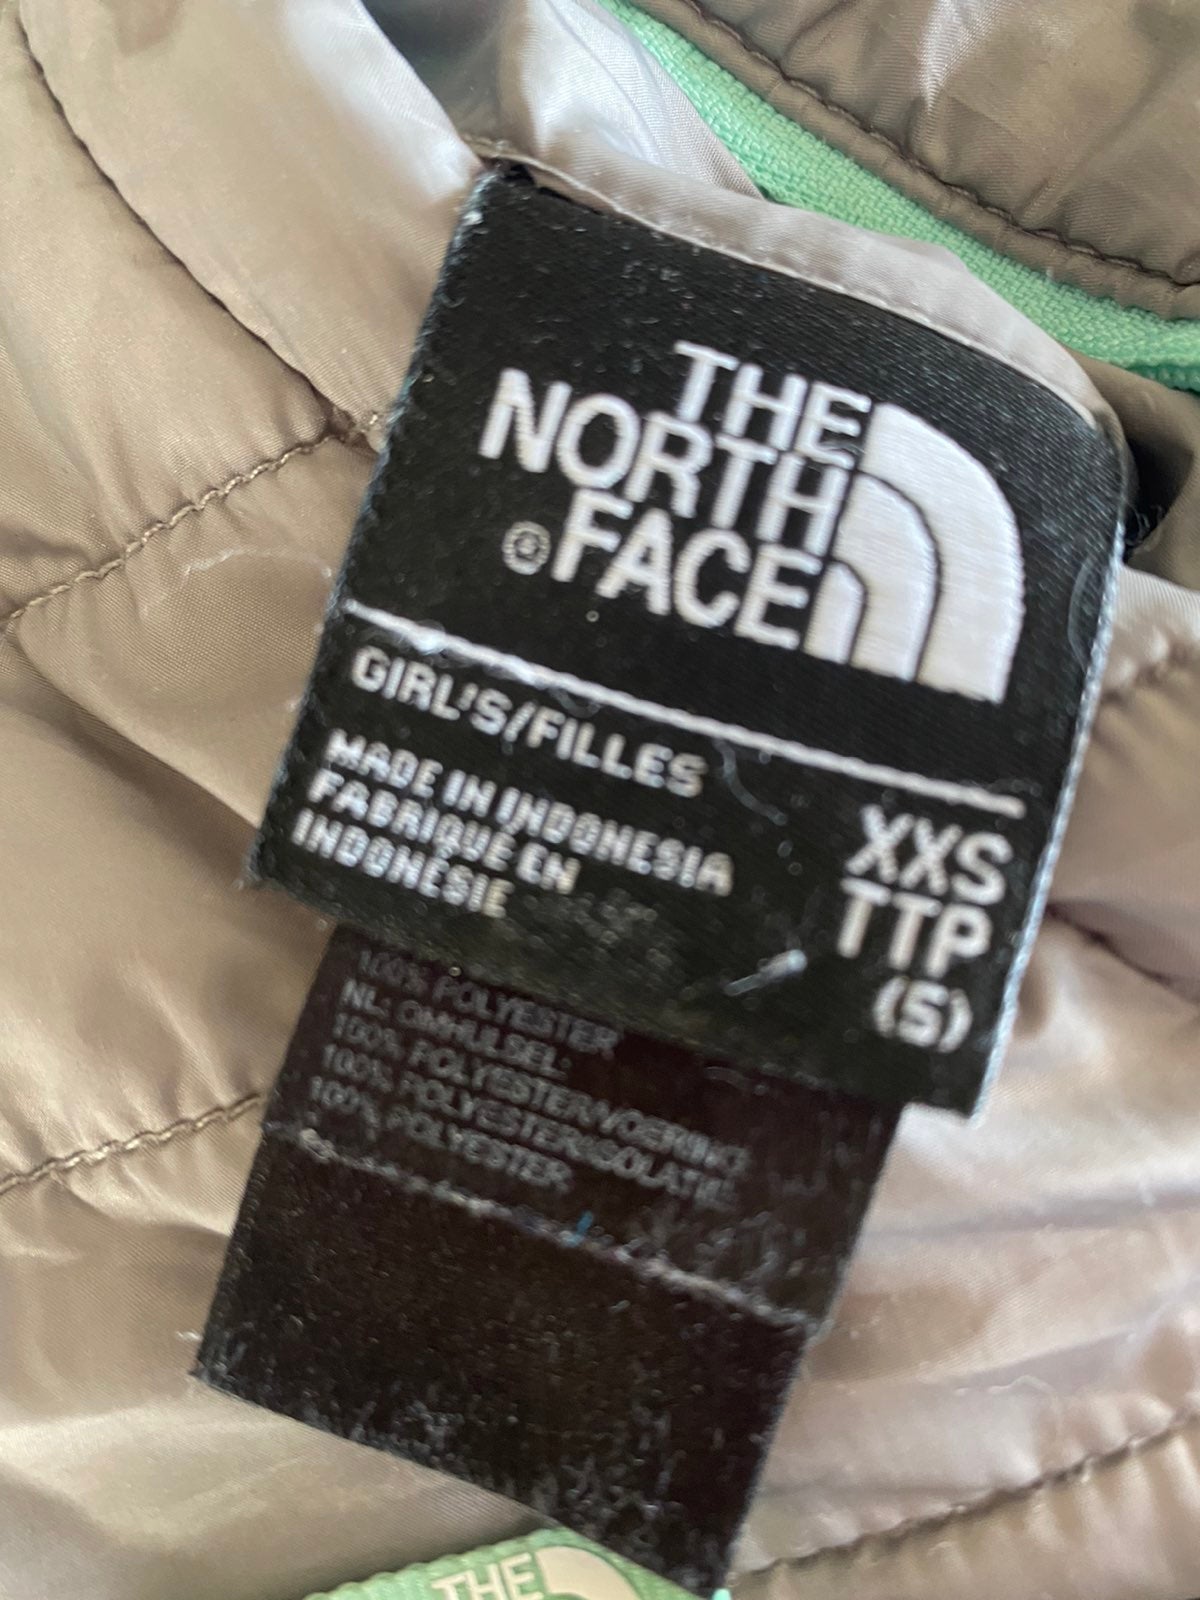 THE
NORTH
®FACE
GIRL'S/FILLES
MADE IN INDONESIA
FABRIQUÉ EN
INDONÉSIE
XXS
TTP
(5)
100% POLYESTER
NL: OMHULSEL:
100% POLYESTER/VOERING:
100% POLYESTER/ISOLATIE:
100% POLYESTER
THE